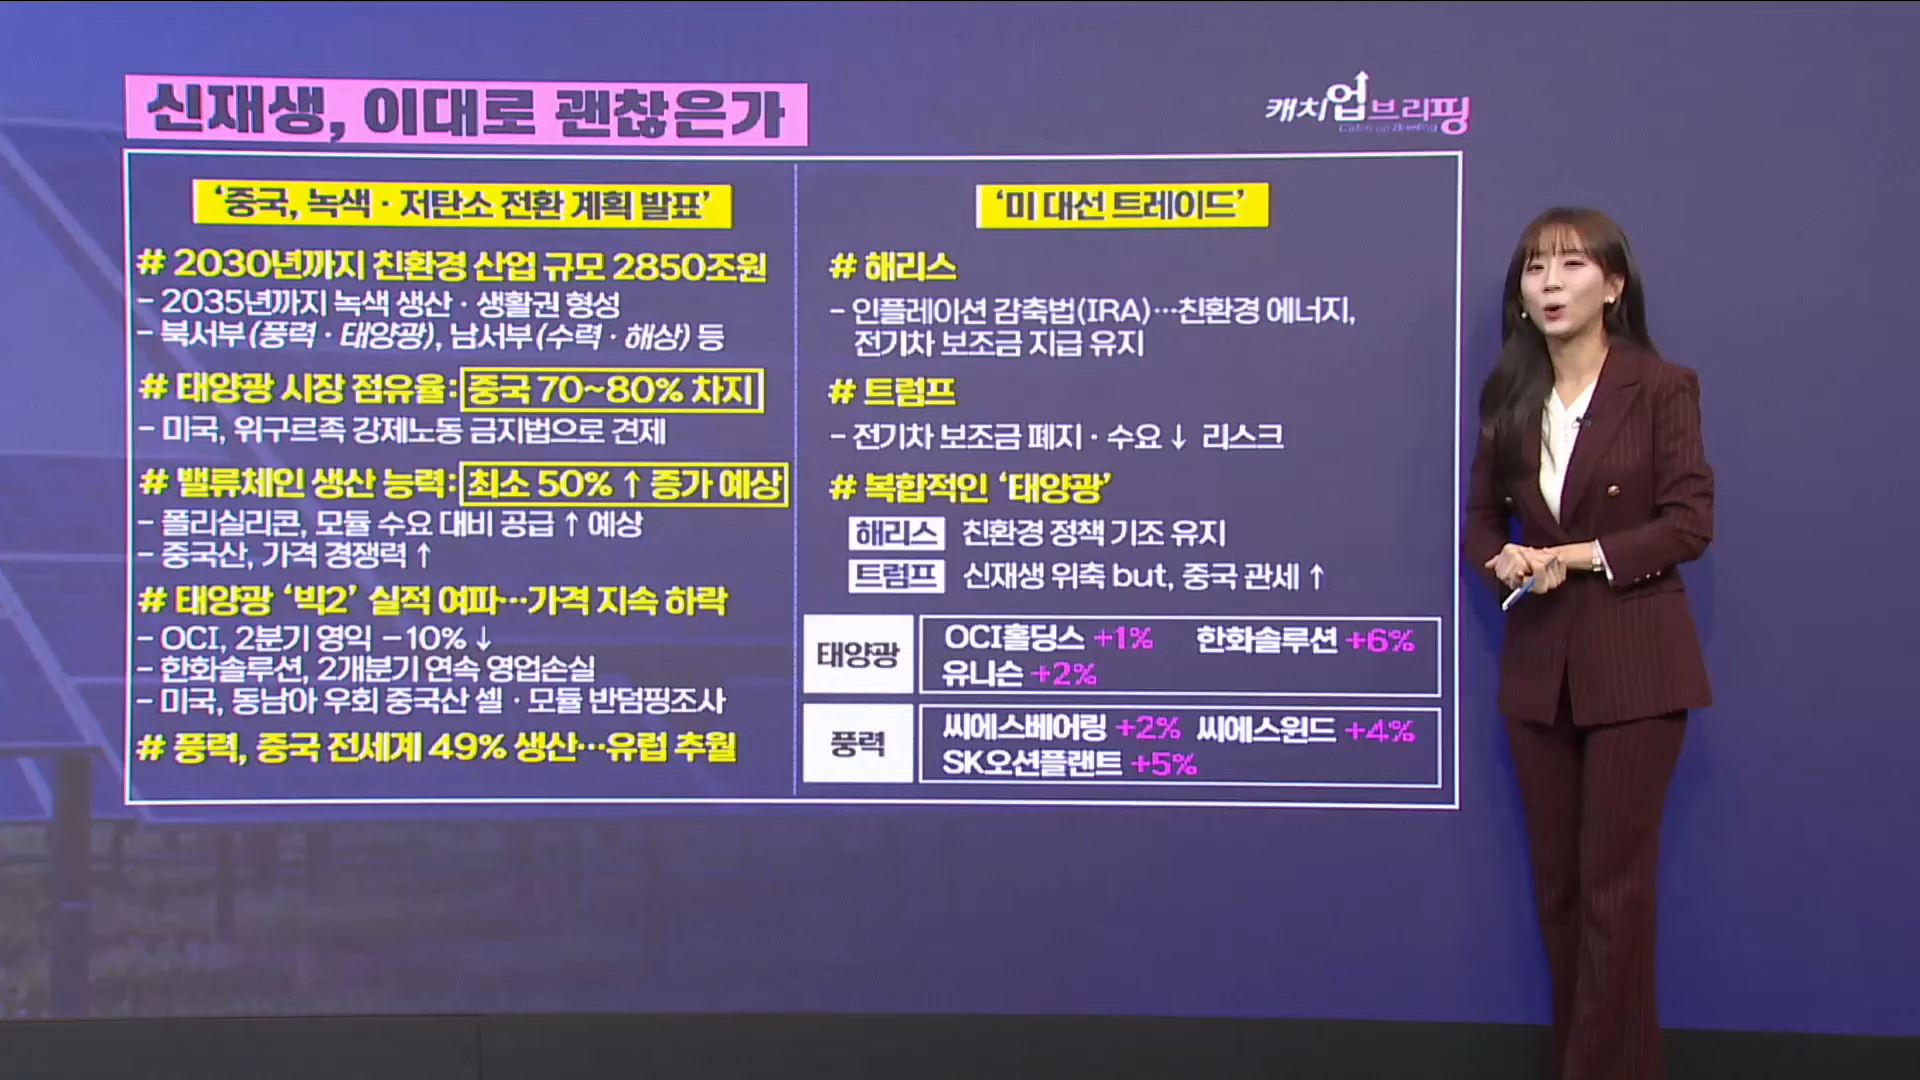 신재생, 이대로 괜찮은가
캐치업브리핑
Catch up Briefing
‘중국, 녹색·저탄소 전환 계획 발표’
# 2030년까지 친환경 산업 규모 2850조원
- 2035년까지 녹색 생산·생활권 형성
- 북서부(풍력·태양광), 남서부(수력·해상) 등
# 태양광 시장 점유율: 중국 70~80% 차지
- 미국, 위구르족 강제노동 금지법으로 견제
# 밸류체인 생산 능력: 최소 50%↑ 증가 예상
- 폴리실리콘, 모듈 수요 대비 공급↑ 예상
- 중국산, 가격 경쟁력↑
# 태양광 ‘빅2’ 실적 여파…가격 지속 하락
- OCI, 2분기 영익 -10%↓
- 한화솔루션, 2개분기 연속 영업손실
- 미국, 동남아 우회 중국산 셀·모듈 반덤핑조사
# 풍력, 중국 전세계 49% 생산…유럽 추월
‘미 대선 트레이드’
# 해리스
- 인플레이션 감축법(IRA)…친환경 에너지,
전기차 보조금 지급 유지
# 트럼프
- 전기차 보조금 폐지·수요↓ 리스크
# 복합적인 ‘태양광’
해리스 친환경 정책 기조 유지
트럼프 신재생 위축 but, 중국 관세↑
태양광
OCI홀딩스 +1% 한화솔루션 +6%
유니슨 +2%
풍력
씨에스베어링 +2% 씨에스윈드 +4%
SK오션플랜트 +5%